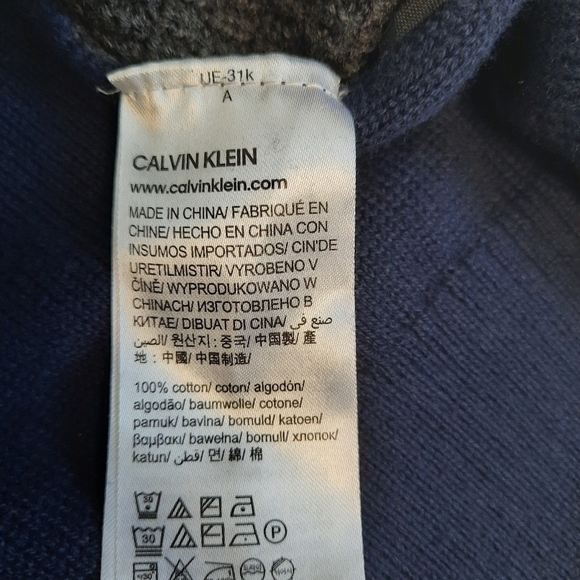 UE-31k
A
CALVIN KLEIN
www.calvinklein.com
MADE IN CHINA/ FABRIQUÉ EN
CHINE/ HECHO EN CHINA CON
INSUMOS IMPORTADOS/ CIN'DE
URETILMISTIR/ VYROBENO V
ČÍNĚ/ WYPRODUKOWANO W
CHINACH/ ИЗГОТОВЛЕНО В
КИТАЕ/ DIBUAT DI CINA/ صنع في
الصين/ 원산지 : 중국/ 中国製/ 產
地 : 中國/ 中国制造/
100% cotton/ coton/ algodón/
algodão/ baumwolle/ cotone/
pamuk/ bavlna/ bomuld/ katoen/
βαμβακι/ bawełna/ bomull/ хлопок/
katun/ قطن/ 면/ 綿/ 棉
30
30 P